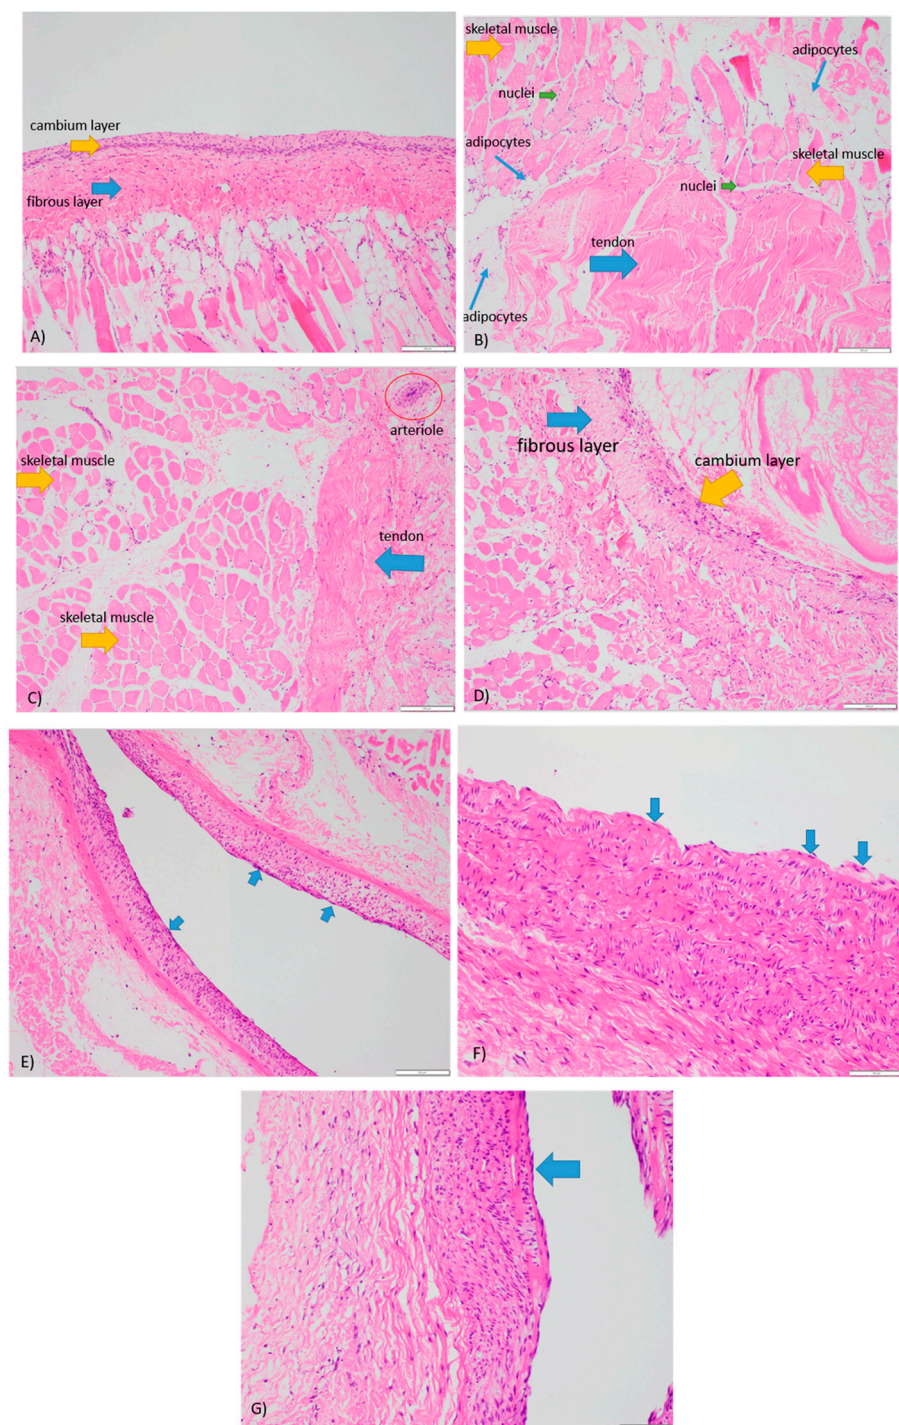 cambium layer
fibrous layer
A)
skeletal muscle
adipocytes
nuclei
adipocytes
skeletal muscle
nuclei
tendon
adipocytes
B)
arteriole
skeletal muscle
tendon
skeletal muscle
C)
fibrous layer
cambium layer
D)
E)
F)
G)